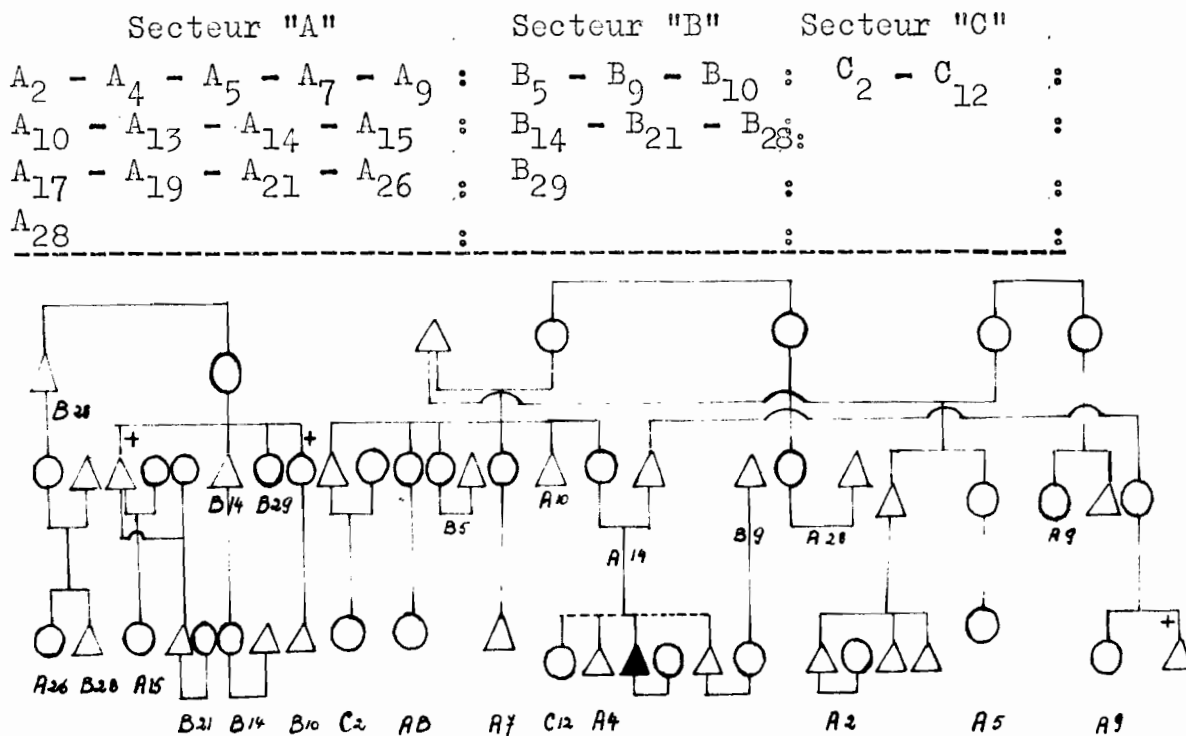 Secteur "A" Secteur "B" Secteur "C"
A2 - A4 - A5 - A7 - A9 : B5 - B9 - B10 : C2 - C12 :
A10 - A13 - A14 - A15 : B14 - B21 - B28 : :
A17 - A19 - A21 - A26 : B29 : :
A28 : : :
B28
+ +
B14 B29 A10
B5 B9 A28 A9
A14
+
A26 B28 A15
B21 B14 B10 C2 AB A7 C12 A4 A2 A5 A9